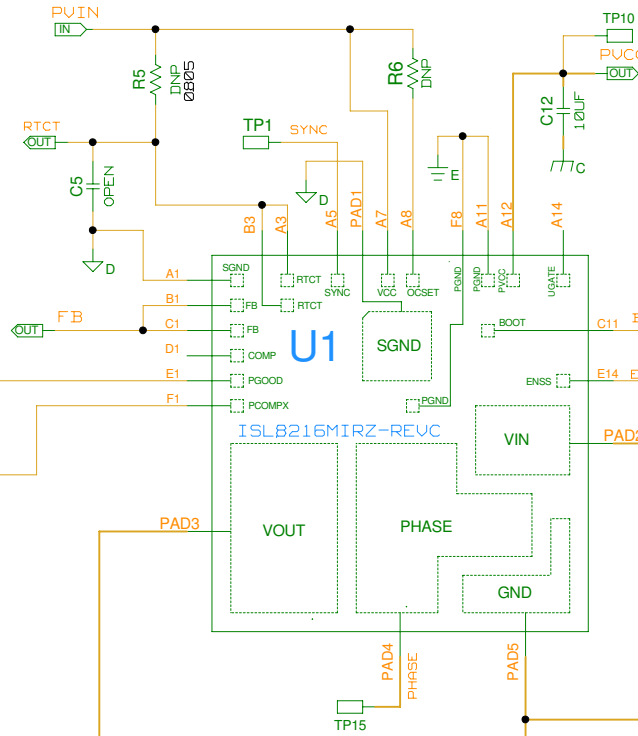 PVIN
IN
TP10
PVCC
OUT
R5
DNP
0805
R6
DNP
C12
10UF
C
RTCT
OUT
TP1
SYNC
C5
OPEN
D
D
E
B3
A3
A5
PAD1
A7
A8
F8
A11
A12
A14
A1
SGND
RTCT
SYNC
VCC
OCSET
PGND
PGND
PVCC
UGATE
B1
FB
RTCT
FB
OUT
C1
FB
U1
SGND
BOOT
C11
D1
COMP
E1
PGOOD
ENSS
E14
F1
PCOMPX
PGND
ISL8216MIRZ-REVC
VIN
PAD2
PAD3
VOUT
PHASE
GND
PAD4
PHASE
PAD5
TP15